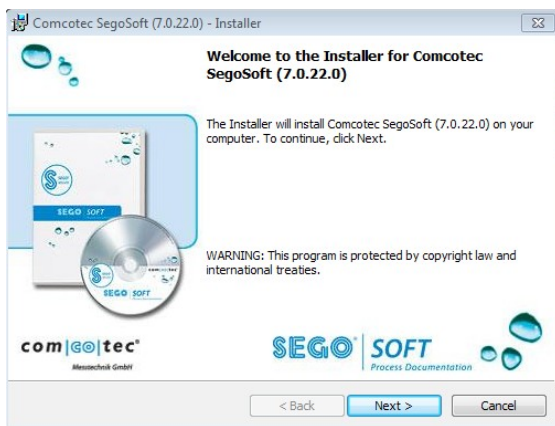 Comcotec SegoSoft (7.0.22.0) - Installer
Welcome to the Installer for Comcotec
SegoSoft (7.0.22.0)
The Installer will install Comcotec SegoSoft (7.0.22.0) on your
computer. To continue, click Next.
SEGO SOFT
WARNING: This program is protected by copyright law and
international treaties.
com|co|tec
SEGO SOFT
com|co|tec®
Messtechnik GmbH
SEGO® SOFT
Process Documentation
< Back
Next >
Cancel